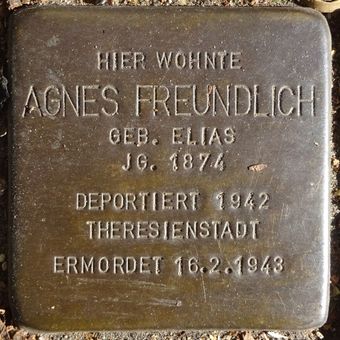 HIER WOHNTE
AGNES FREUNDLICH
GEB. ELIAS
JG. 1874
DEPORTIERT 1942
THERESIENSTADT
ERMORDET 16.2.1943